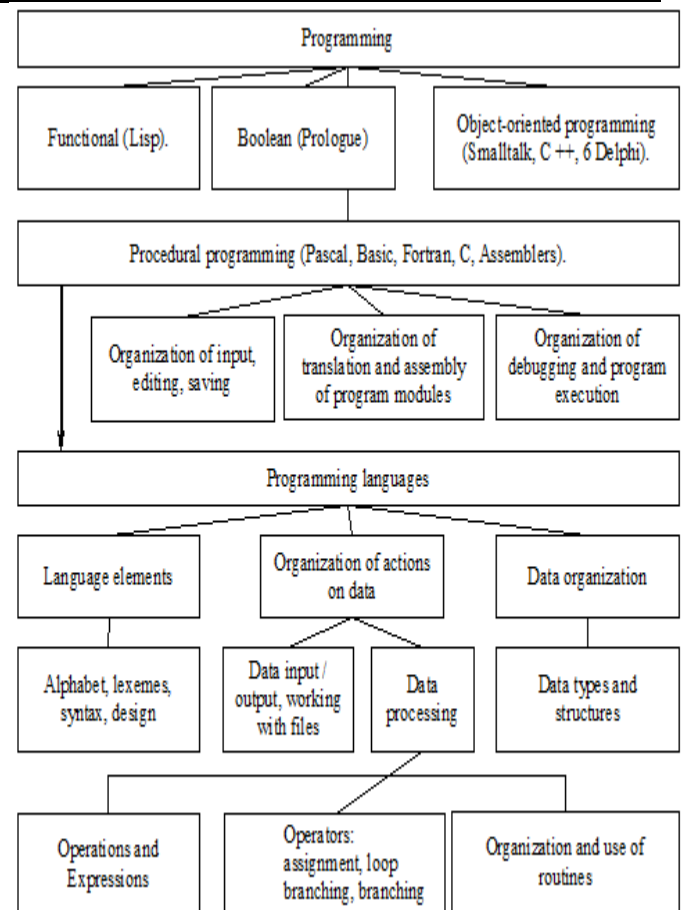 Programming
Functional (Lisp).
Boolean (Prologue)
Object-oriented programming
(Smalltalk, C ++, 6 Delphi).
Procedural programming (Pascal, Basic, Fortran, C, Assemblers).
Organization of input,
editing, saving
Organization of
translation and assembly
of program modules
Organization of
debugging and program
execution
Programming languages
Language elements
Organization of actions
on data
Data organization
Alphabet, lexemes,
syntax, design
Data input /
output, working
with files
Data
processing
Data types and
structures
Operations and
Expressions
Operators:
assignment, loop
branching, branching
Organization and use of
routines